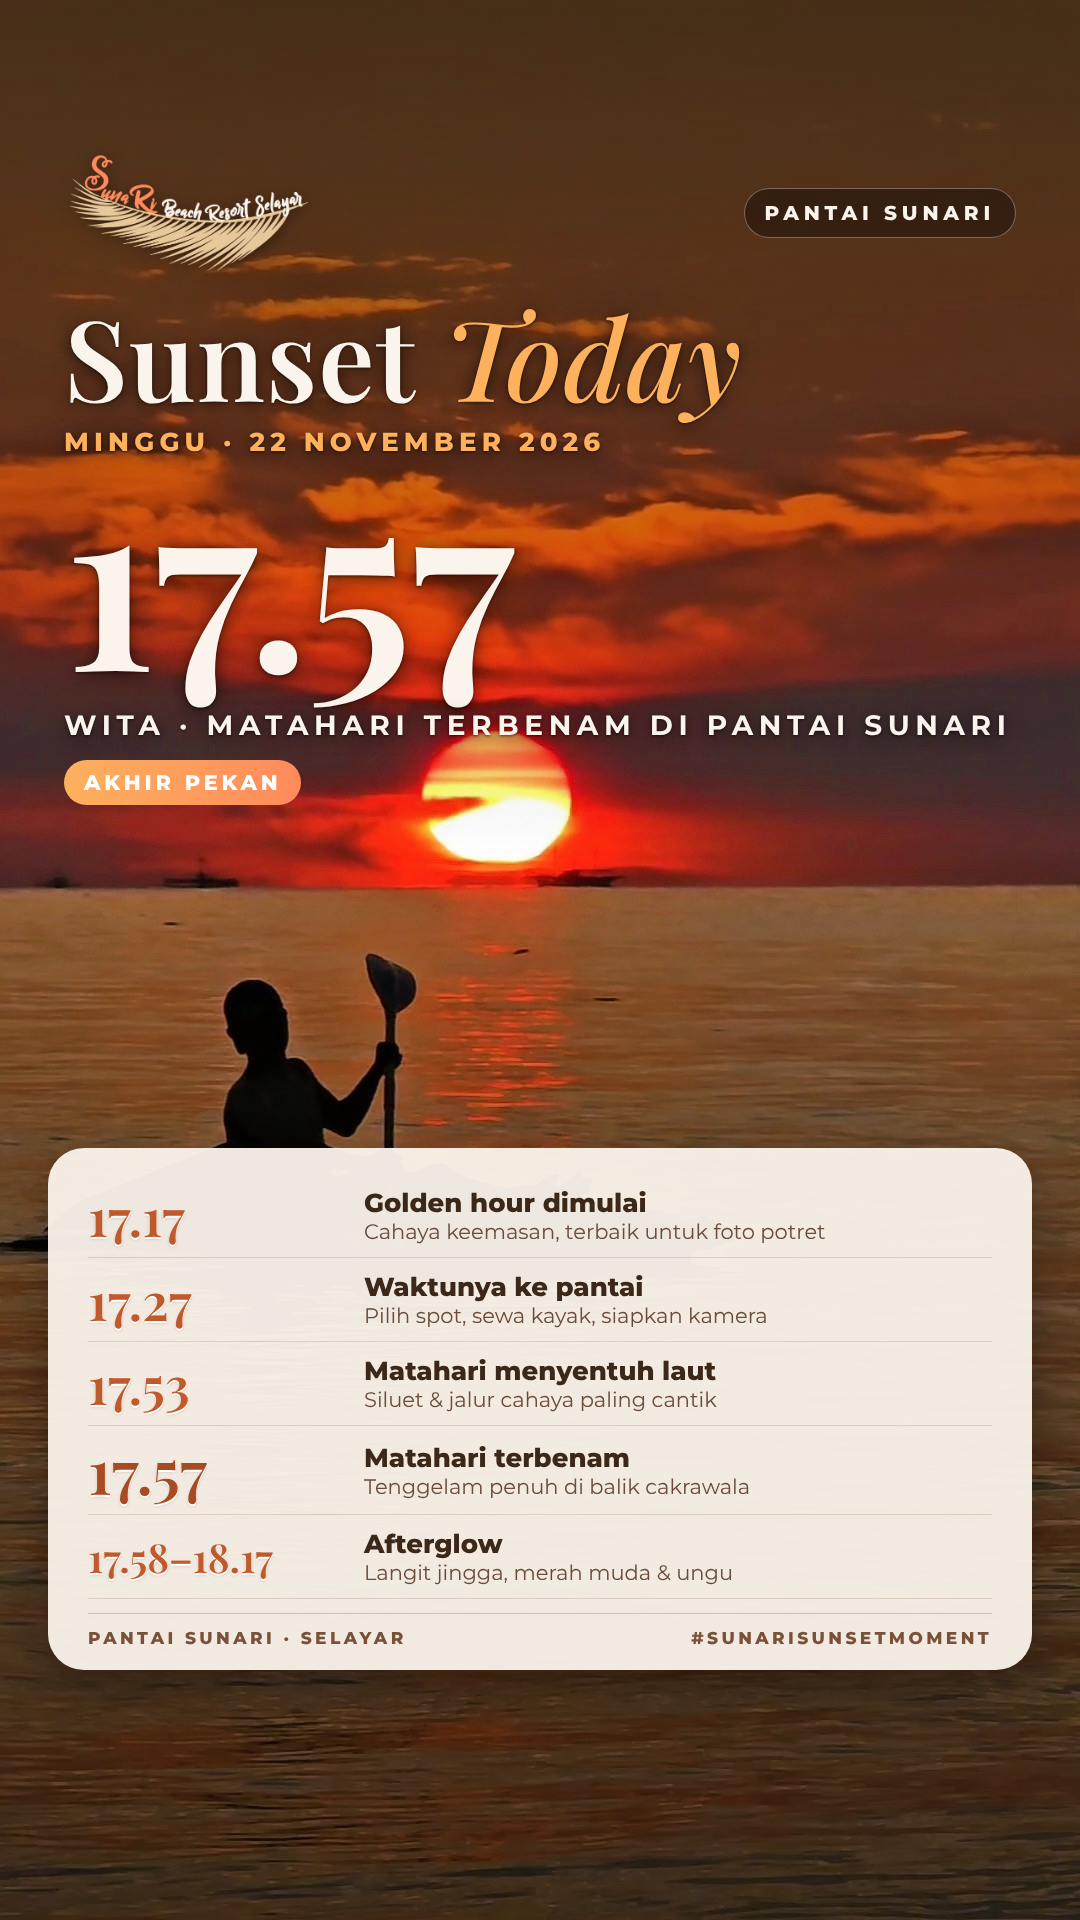 SunaRi Beach Resort Selayar
PANTAI SUNARI
Sunset Today
MINGGU · 22 NOVEMBER 2026
17.57
WITA · MATAHARI TERBENAM DI PANTAI SUNARI
AKHIR PEKAN
17.17 Golden hour dimulai
Cahaya keemasan, terbaik untuk foto potret
17.27 Waktunya ke pantai
Pilih spot, sewa kayak, siapkan kamera
17.53 Matahari menyentuh laut
Siluet & jalur cahaya paling cantik
17.57 Matahari terbenam
Tenggelam penuh di balik cakrawala
17.58–18.17 Afterglow
Langit jingga, merah muda & ungu
PANTAI SUNARI · SELAYAR
#SUNARISUNSETMOMENT